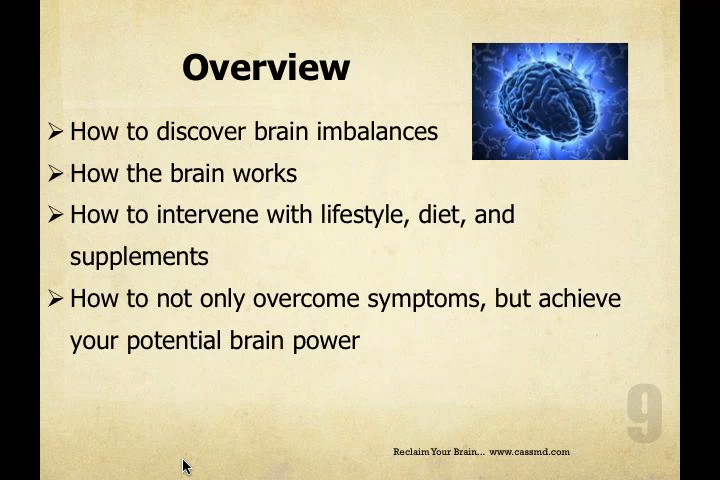 Overview
➢ How to discover brain imbalances
➢ How the brain works
➢ How to intervene with lifestyle, diet, and
supplements
➢ How to not only overcome symptoms, but achieve
your potential brain power
9
Reclaim Your Brain... www.cassmd.com